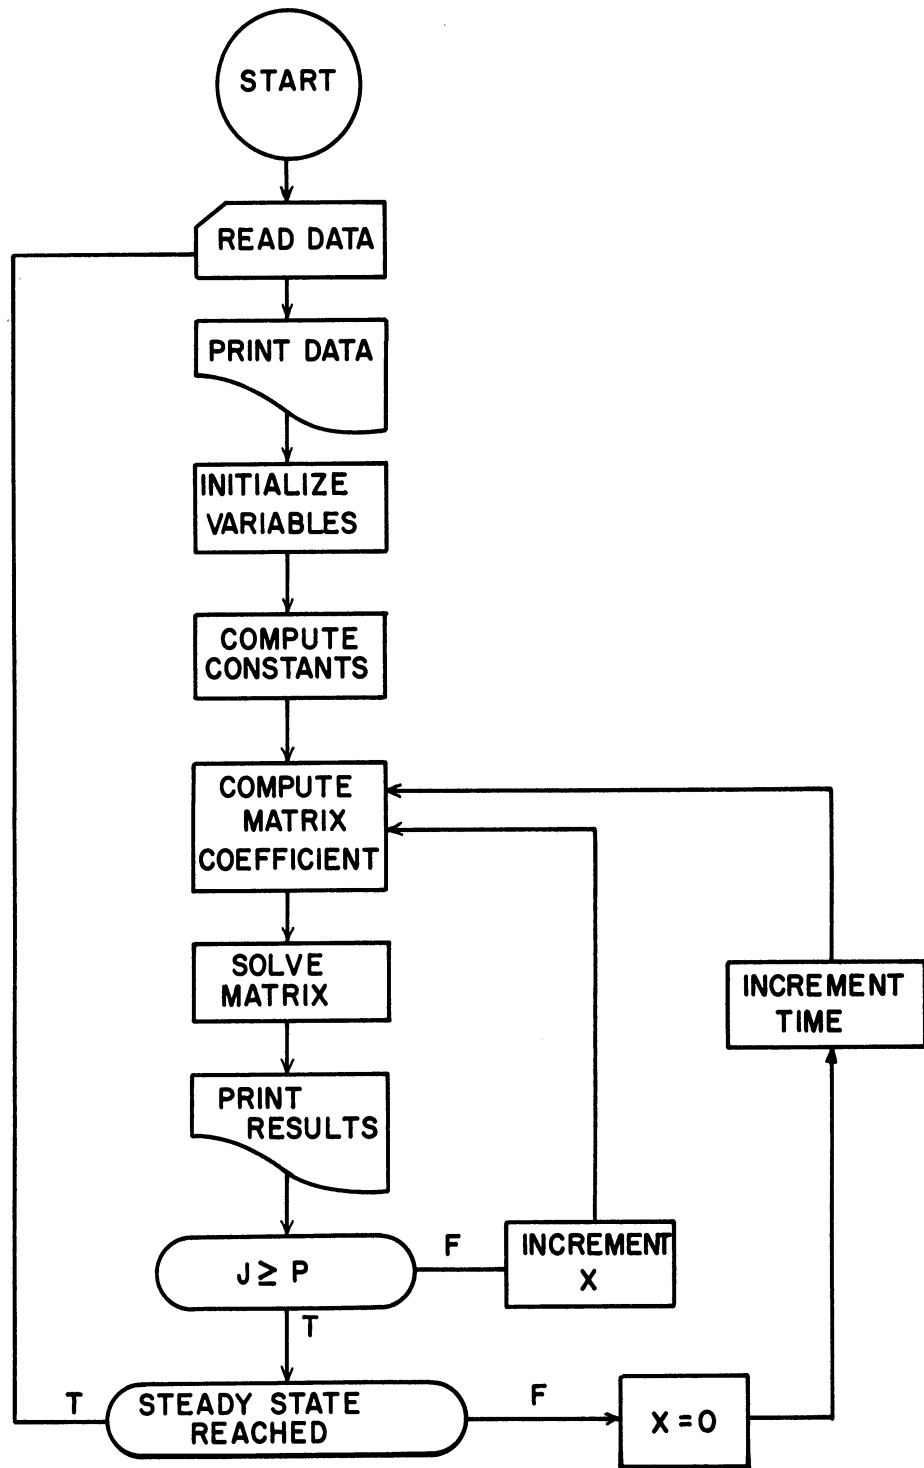 START
READ DATA
PRINT DATA
INITIALIZE
VARIABLES
COMPUTE
CONSTANTS
COMPUTE
MATRIX
COEFFICIENT
SOLVE
MATRIX
INCREMENT
TIME
PRINT
RESULTS
J ≥ P
F
INCREMENT
X
T
T
STEADY STATE
REACHED
F
X = 0